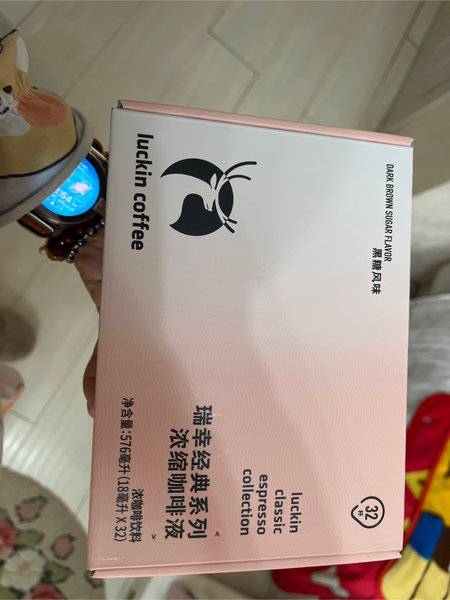 luckin coffee
DARK BROWN SUGAR FLAVOR
黑糖风味
luckin
classic
espresso
collection
32
杯
瑞幸经典系列
浓缩咖啡液
<浓咖啡饮料>
净含量:576毫升(18毫升 X 32)